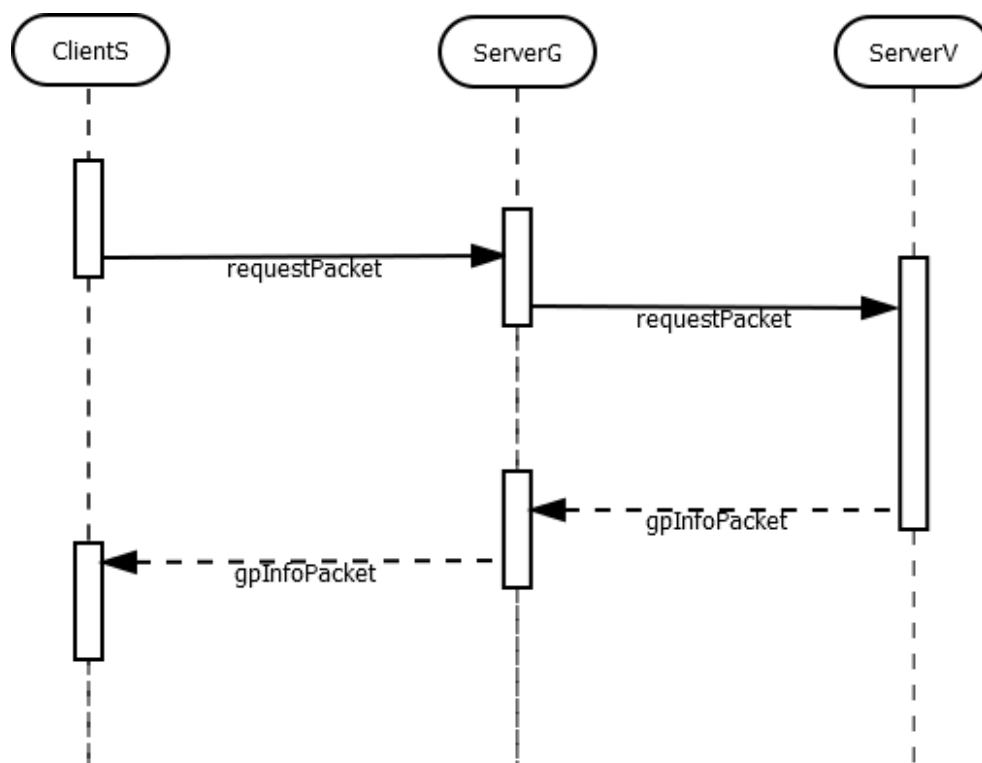 ClientS
ServerG
ServerV
requestPacket
requestPacket
gpInfoPacket
gpInfoPacket